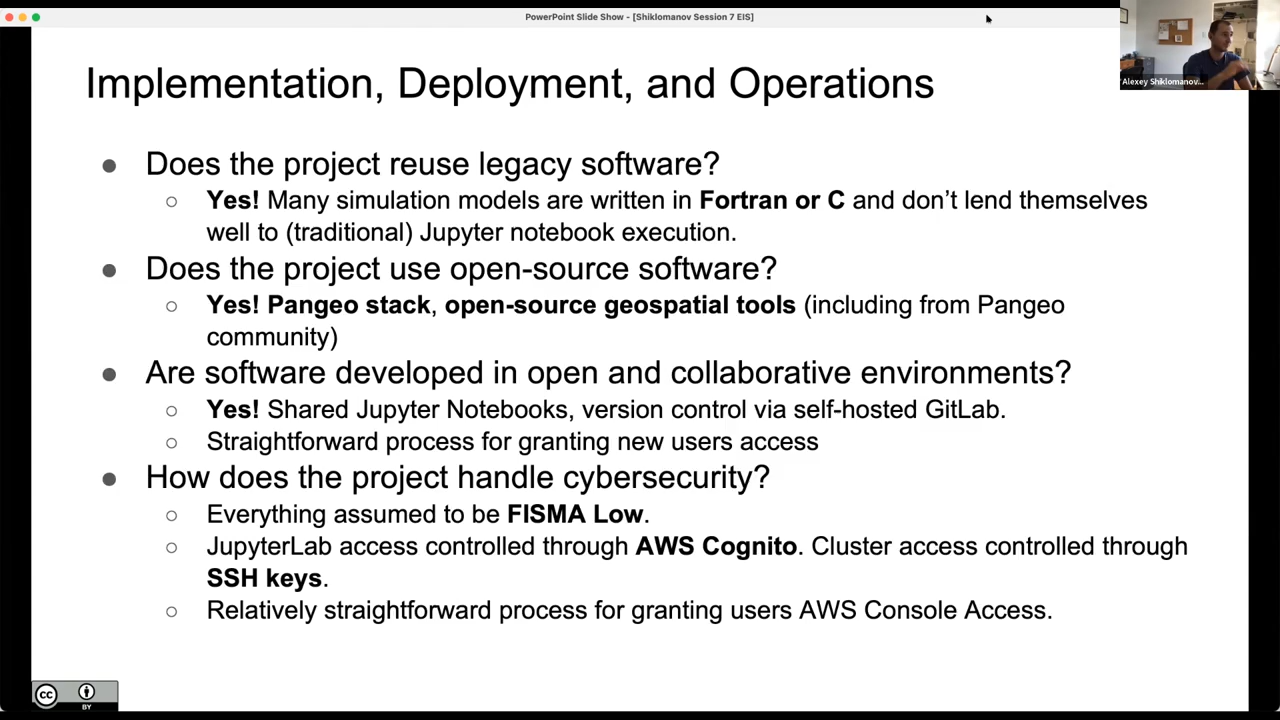 PowerPoint Slide Show - [Shiklomanov Session 7 EIS]
Alexey Shiklomanov...
Implementation, Deployment, and Operations
● Does the project reuse legacy software?
○ Yes! Many simulation models are written in Fortran or C and don’t lend themselves
well to (traditional) Jupyter notebook execution.
● Does the project use open-source software?
○ Yes! Pangeo stack, open-source geospatial tools (including from Pangeo
community)
● Are software developed in open and collaborative environments?
○ Yes! Shared Jupyter Notebooks, version control via self-hosted GitLab.
○ Straightforward process for granting new users access
● How does the project handle cybersecurity?
○ Everything assumed to be FISMA Low.
○ JupyterLab access controlled through AWS Cognito. Cluster access controlled through
SSH keys.
○ Relatively straightforward process for granting users AWS Console Access.
cc
BY